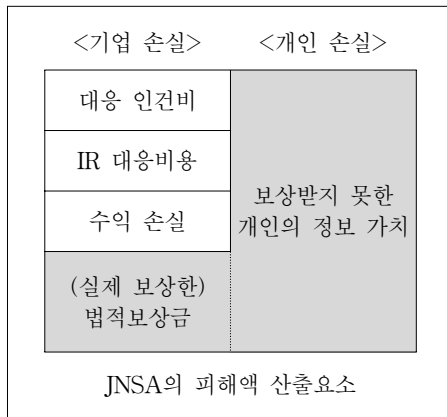 <기업 손실> <개인 손실>
대응 인건비
IR 대응비용
수익 손실
(실제 보상한)
법적보상금
보상받지 못한
개인의 정보 가치
JNSA의 피해액 산출요소